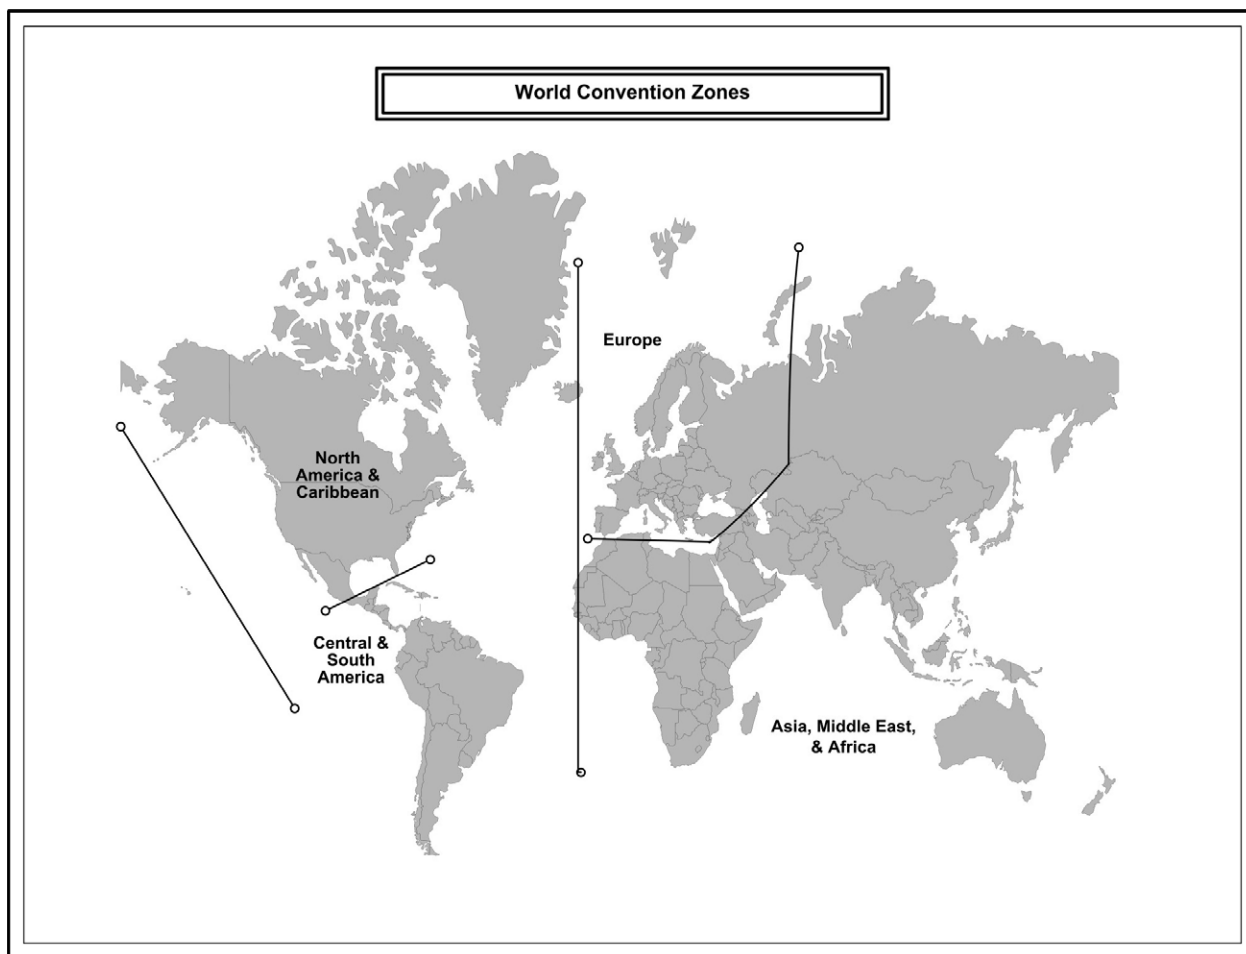 World Convention Zones
Europe
North
America &
Caribbean
Central &
South
America
Asia, Middle East,
& Africa